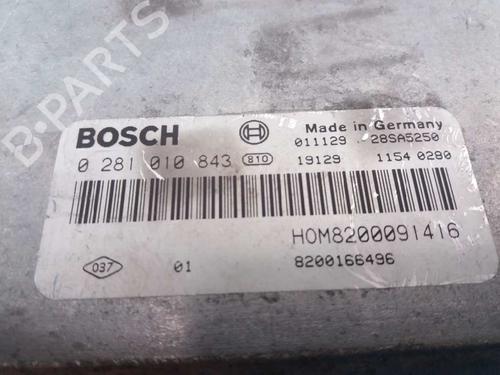 B-PARTS
BOSCH
Made in Germany
011129 28SA5250
0 281 010 843 810 19129 1154 0280
HOM8200091416
037 01 8200166496